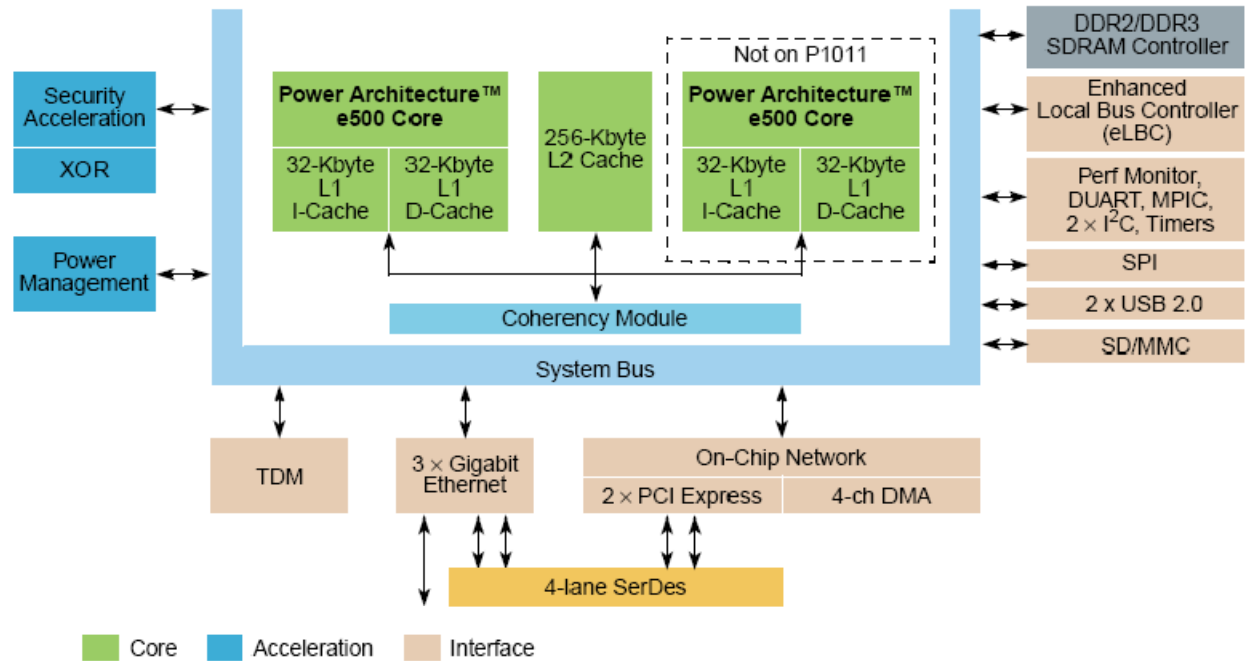 Security
Acceleration
XOR
Power
Management
Power Architecture™
e500 Core
32-Kbyte
L1
I-Cache
32-Kbyte
L1
D-Cache
256-Kbyte
L2 Cache
Not on P1011
Power Architecture™
e500 Core
32-Kbyte
L1
I-Cache
32-Kbyte
L1
D-Cache
Coherency Module
System Bus
DDR2/DDR3
SDRAM Controller
Enhanced
Local Bus Controller
(eLBC)
Perf Monitor,
DUART, MPIC,
2 × I²C, Timers
SPI
2 x USB 2.0
SD/MMC
TDM
3 × Gigabit
Ethernet
On-Chip Network
2 × PCI Express
4-ch DMA
4-lane SerDes
Core
Acceleration
Interface